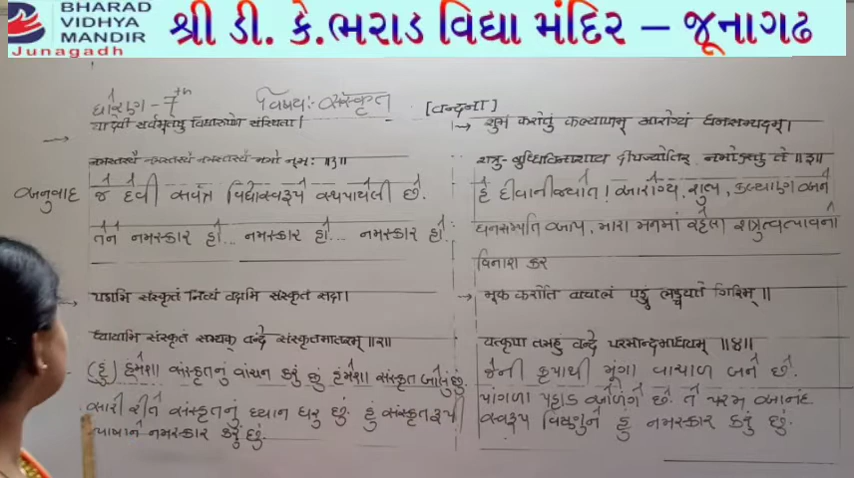 BHARAD
VIDHYA
MANDIR
Junagadh
શ્રી ડી. કે.ભરાડ વિદ્યા મંદિર – જૂનાગઢ
ધોરણ - 7th વિષય:- સંસ્કૃત [वन्दना]
या देवी सर्वभूतेषु विद्यारूपेण संस्थिता।
नमस्तस्यै नमस्तस्यै नमस्तस्यै नमो नमः ॥१॥
અનુવાદ જે દેવી સર્વત્ર વિદ્યાસ્વરૂપે સ્થપાયેલી છે.
તેને નમસ્કાર હો... નમસ્કાર હો... નમસ્કાર હો.
पठामि संस्कृतं नित्यं वदामि संस्कृतं सदा।
ध्यायामि संस्कृतं सम्यक् वन्दे संस्कृतमातरम् ॥२॥
(હું) હંમેશા સંસ્કૃતનું વાંચન કરું છું હંમેશા સંસ્કૃત બોલું છું.
સારી રીતે સંસ્કૃતનું ધ્યાન ધરું છું. હું સંસ્કૃતરૂપી
માતાને નમસ્કાર કરું છું.
शुभं करोतु कल्याणम् आरोग्यं धनसम्पदम्।
शत्रु-बुद्धिविनाशाय दीपज्योतिर् नमोऽस्तु ते ॥३॥
હે દીવાની જ્યોત! આરોગ્ય, શુભ, કલ્યાણ અને
ધનસમ્પતિ આપ, મારા મનમાં રહેલા શત્રુત્વભાવનો
વિનાશ કર
मूकं करोति वाचालं पङ्गुं लङ्घयते गिरिम्॥
यत्कृपा तमहं वन्दे परमानन्दमाधवम् ॥४॥
જેની કૃપાથી મૂંગા વાચાળ બને છે.
પાંગળા પહાડ ઓળંગે છે. તે પરમ આનંદ
સ્વરૂપ વિષ્ણુને હું નમસ્કાર કરું છું.